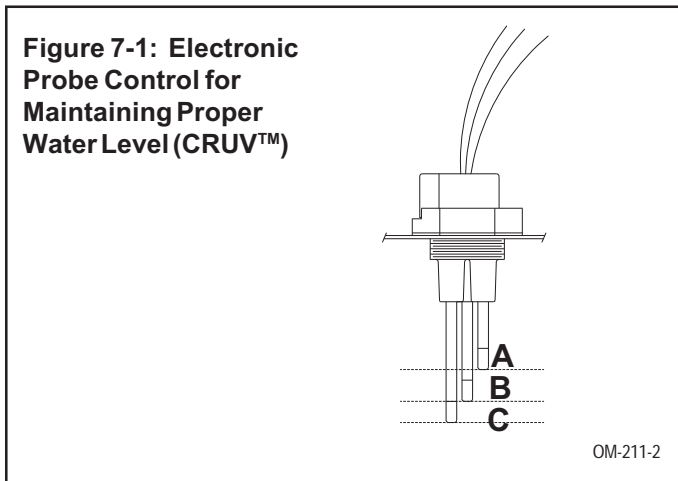 Figure 7-1: Electronic
Probe Control for
Maintaining Proper
Water Level (CRUV™)
A
B
C
OM-211-2